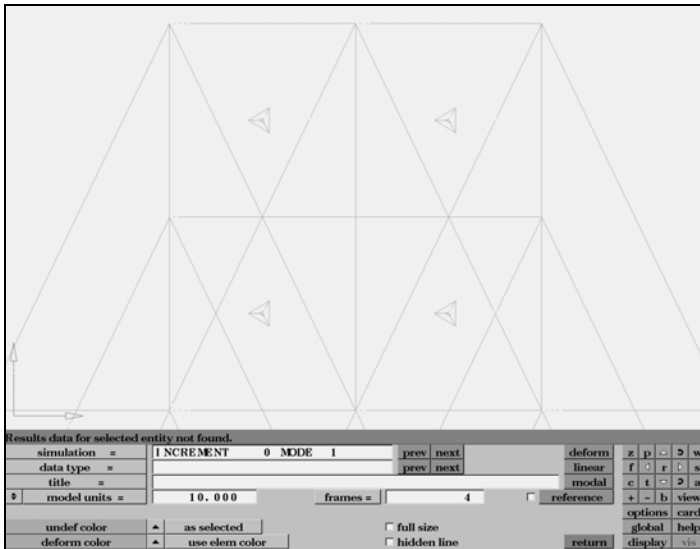 Results data for selected entity not found.
simulation = INCREMENT 0 MODE 1 prev next deform z p w
data type = prev next linear f r s
title = modal c t a
model units = 10.000 frames = 4 reference + - b view
options card
undef color as selected full size global help
deform color use elem color hidden line return display vis